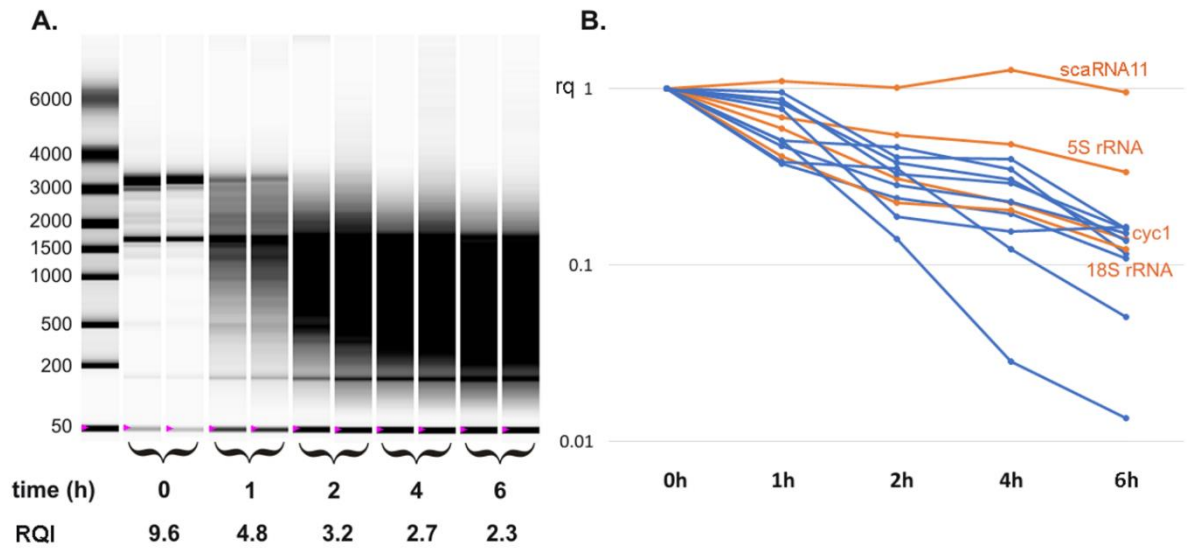 A.
6000
4000
3000
2000
1500
1000
500
200
50
time (h) 0 1 2 4 6
RQI 9.6 4.8 3.2 2.7 2.3
B.
rq 1
0.1
0.01
scaRNA11
5S rRNA
cyc1
18S rRNA
0h 1h 2h 4h 6h